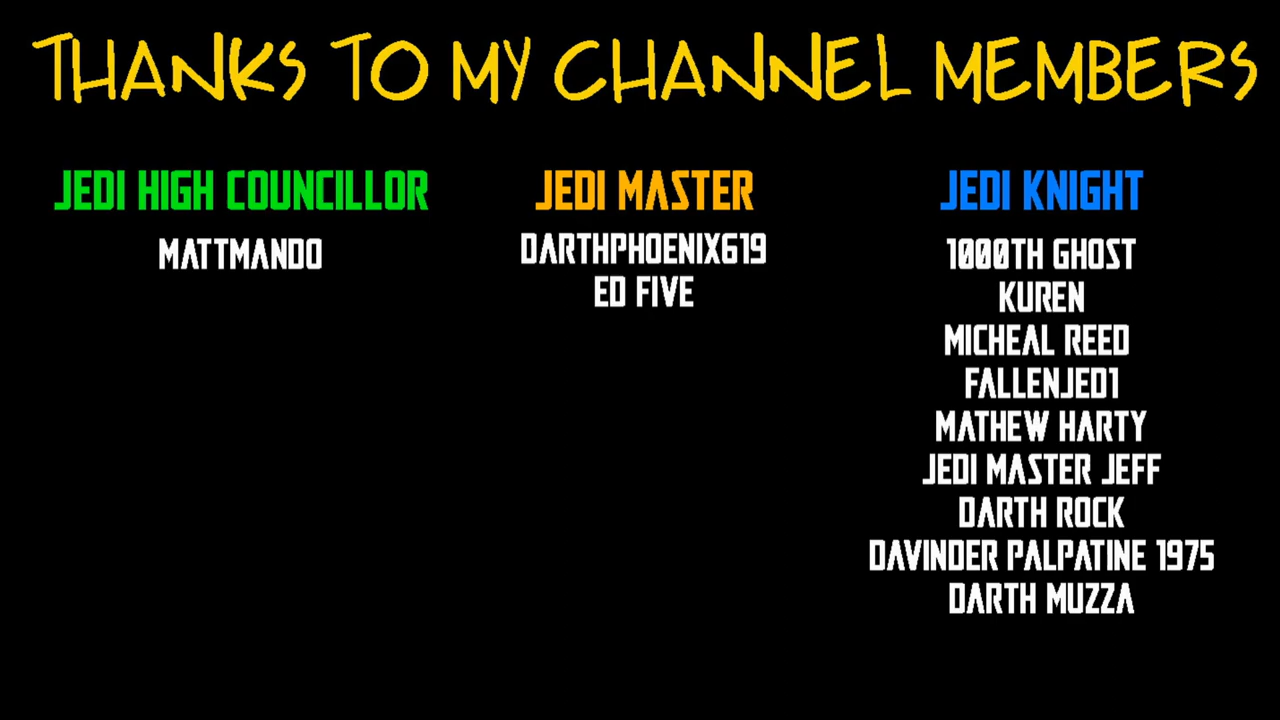 THANKS TO MY CHANNEL MEMBERS
JEDI HIGH COUNCILLOR
MATTMANDO
JEDI MASTER
DARTHPHOENIX619
ED FIVE
JEDI KNIGHT
1000TH GHOST
KUREN
MICHEAL REED
FALLENJED1
MATHEW HARTY
JEDI MASTER JEFF
DARTH ROCK
DAVINDER PALPATINE 1975
DARTH MUZZA